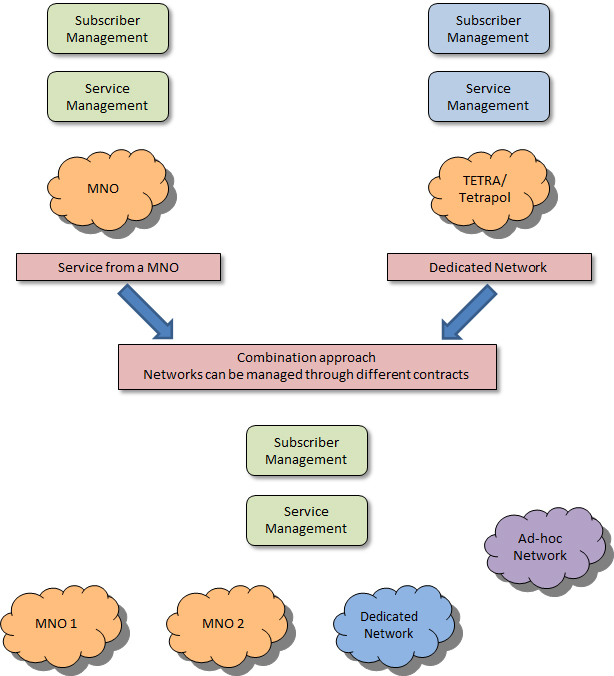 Subscriber
Management
Subscriber
Management
Service
Management
Service
Management
MNO
TETRA/
Tetrapol
Service from a MNO
Dedicated Network
Combination approach
Networks can be managed through different contracts
Subscriber
Management
Service
Management
Ad-hoc
Network
MNO 1
MNO 2
Dedicated
Network